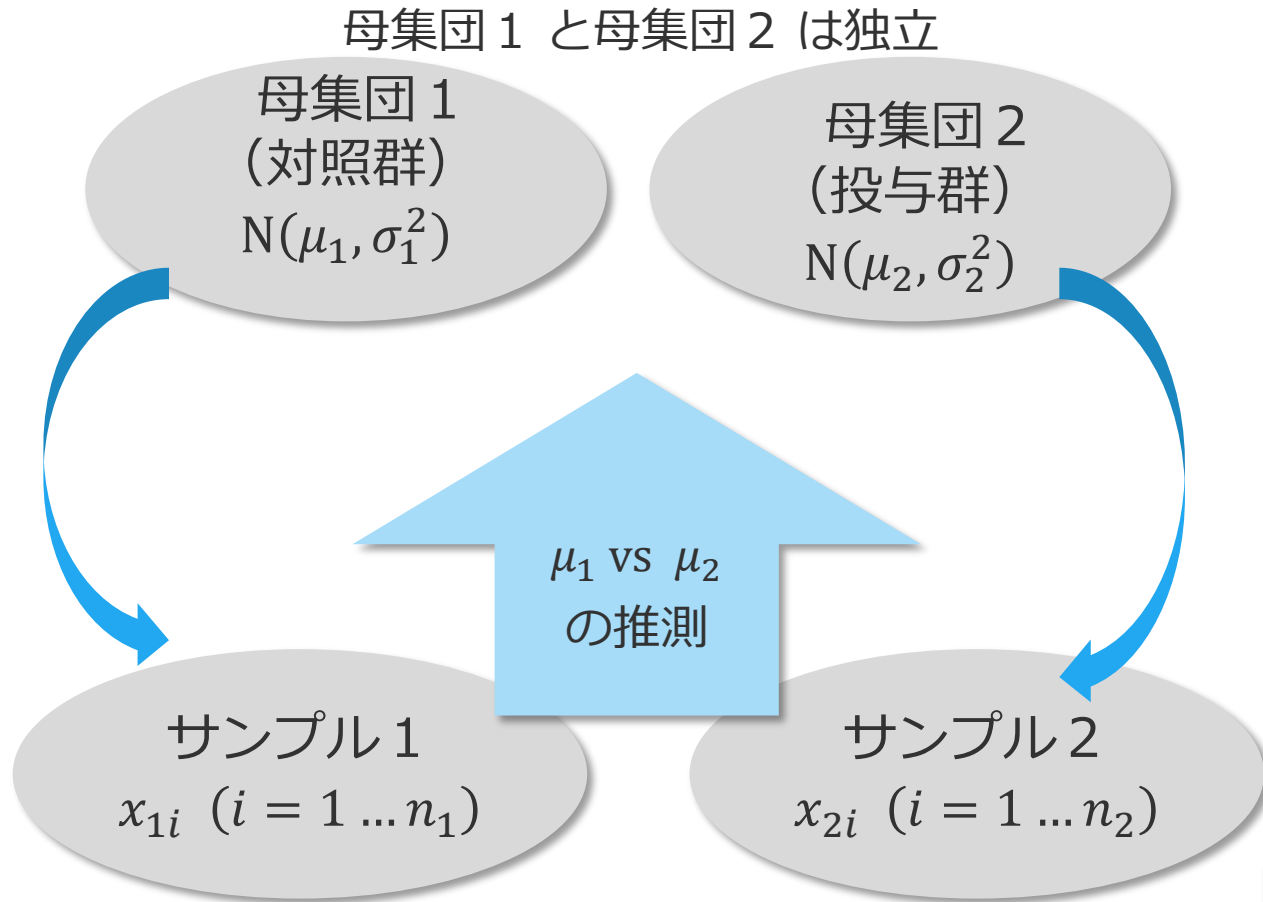 母集団1 と母集団2 は独立
母集団1
（対照群）
N(μ₁, σ₁²)
母集団2
（投与群）
N(μ₂, σ₂²)
μ₁ vs μ₂
の推測
サンプル1
x₁ᵢ (i = 1 … n₁)
サンプル2
x₂ᵢ (i = 1 … n₂)